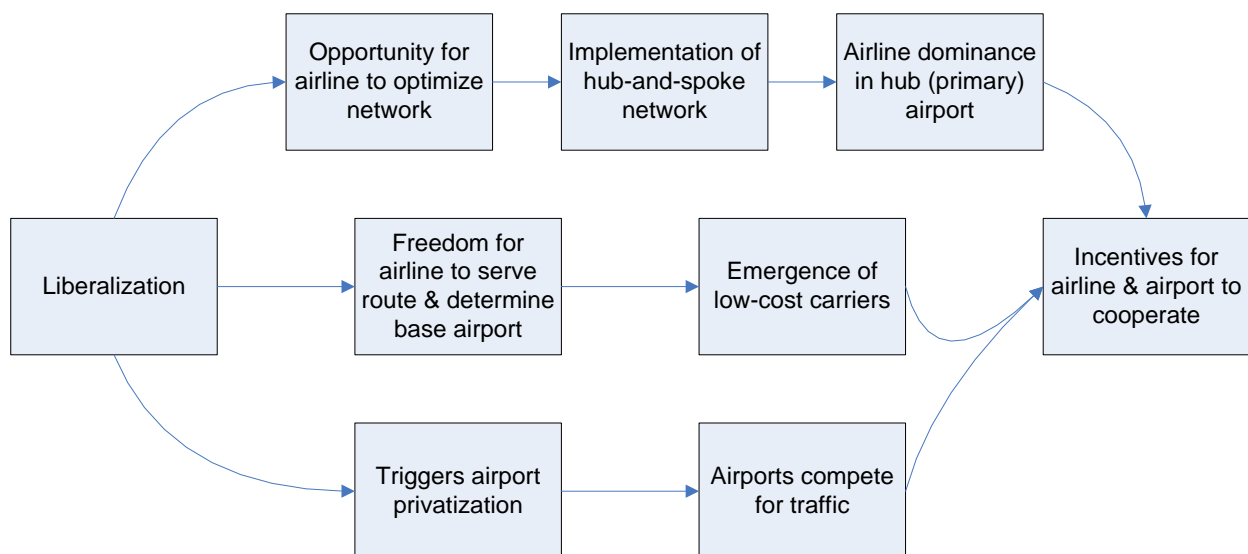 Opportunity for
airline to optimize
network
Implementation of
hub-and-spoke
network
Airline dominance
in hub (primary)
airport
Liberalization
Freedom for
airline to serve
route & determine
base airport
Emergence of
low-cost carriers
Incentives for
airline & airport to
cooperate
Triggers airport
privatization
Airports compete
for traffic